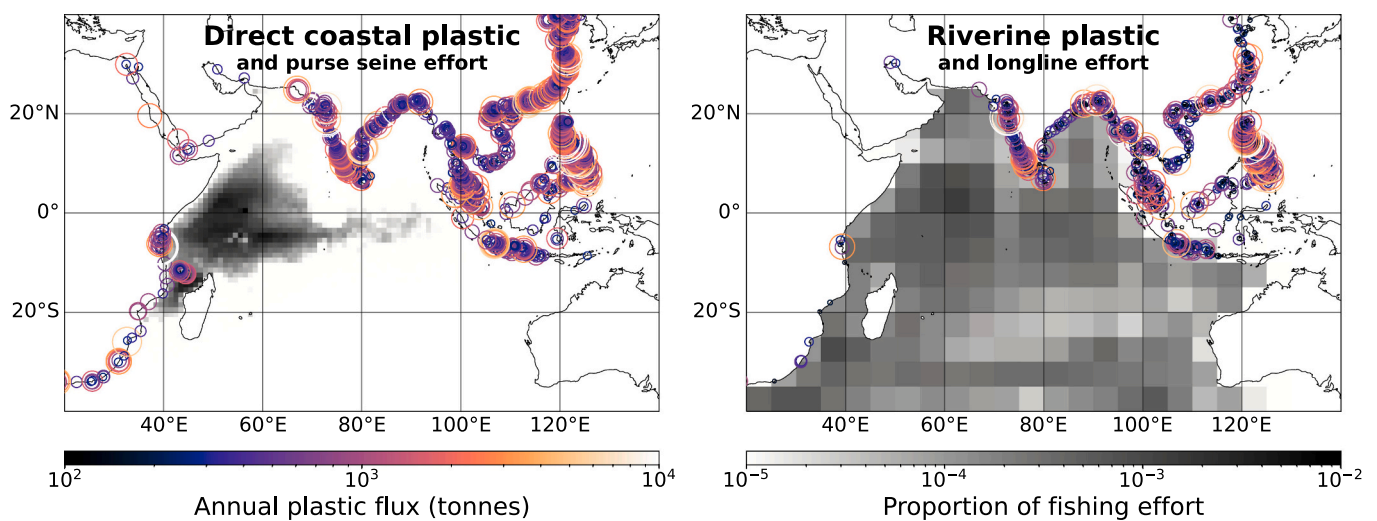 Direct coastal plastic
and purse seine effort
Riverine plastic
and longline effort
20°N
0°
20°S
20°N
0°
20°S
40°E 60°E 80°E 100°E 120°E
40°E 60°E 80°E 100°E 120°E
10² 10³ 10⁴
Annual plastic flux (tonnes)
10⁻⁵ 10⁻⁴ 10⁻³ 10⁻²
Proportion of fishing effort